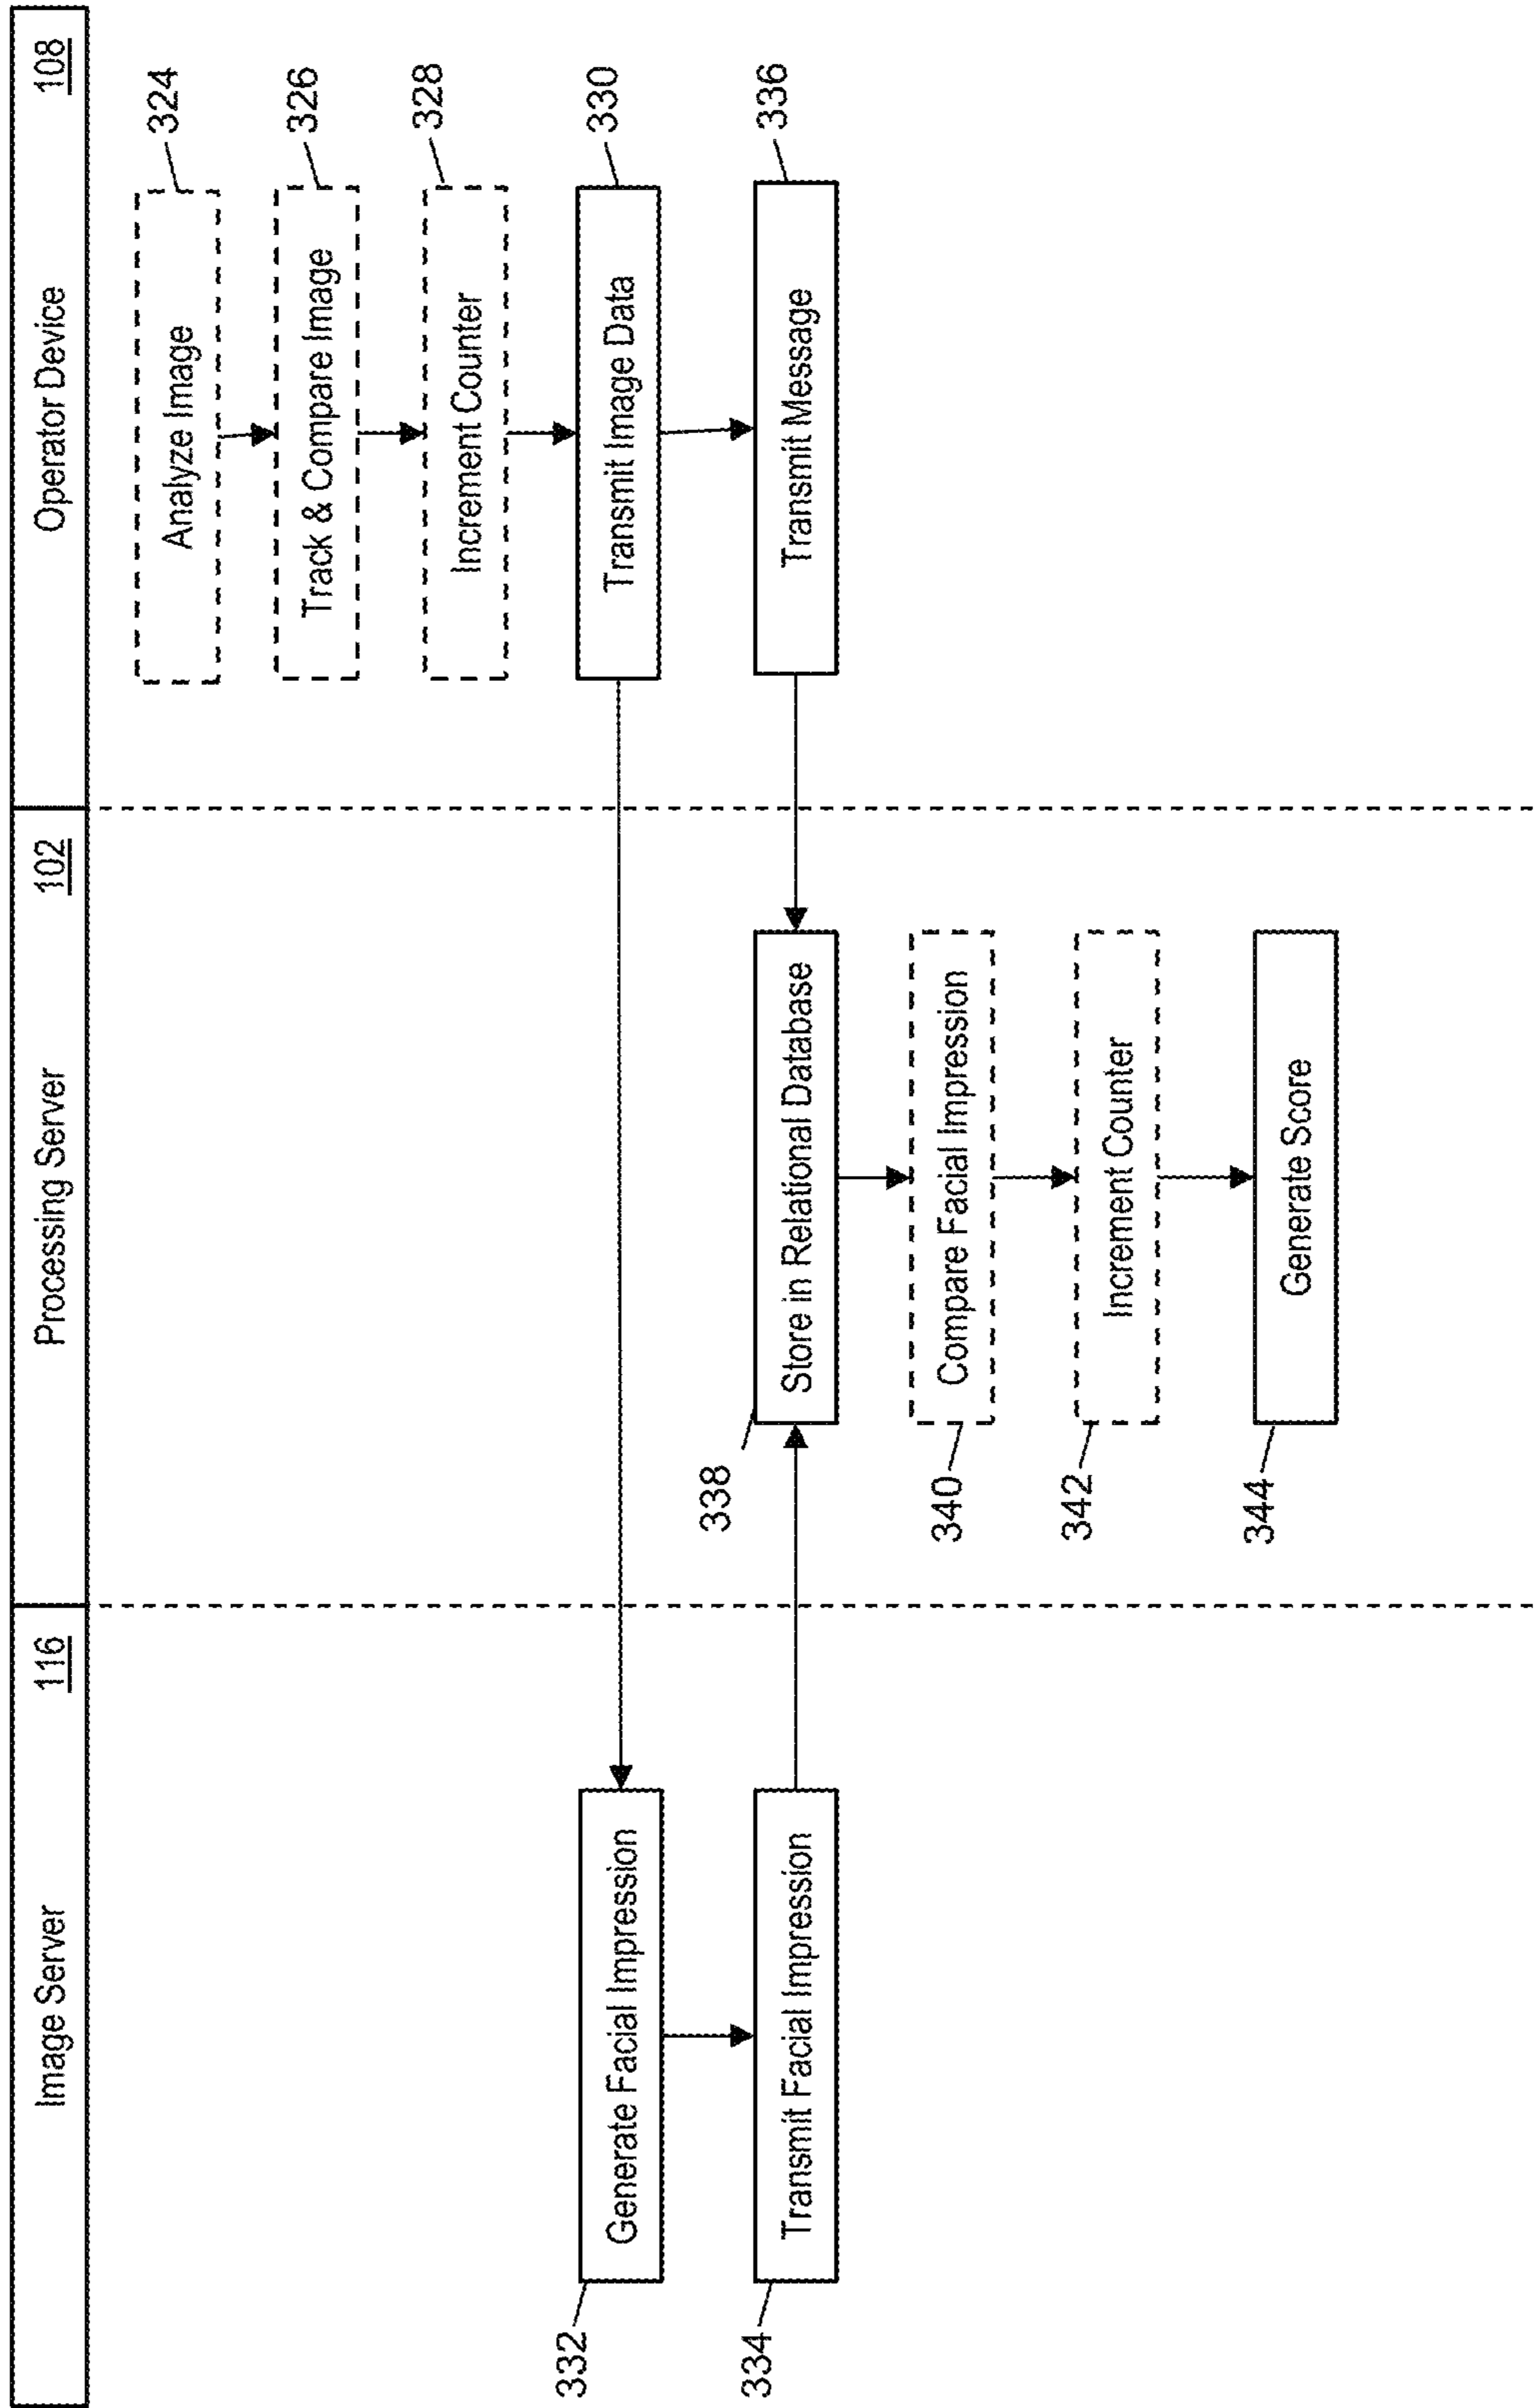 Image Server 116
Processing Server 102
Operator Device 108
Analyze Image
324
Track & Compare Image
326
Increment Counter
328
332
Generate Facial Impression
Transmit Image Data
330
334
Transmit Facial Impression
338
Store in Relational Database
Transmit Message
336
340
Compare Facial Impression
342
Increment Counter
344
Generate Score